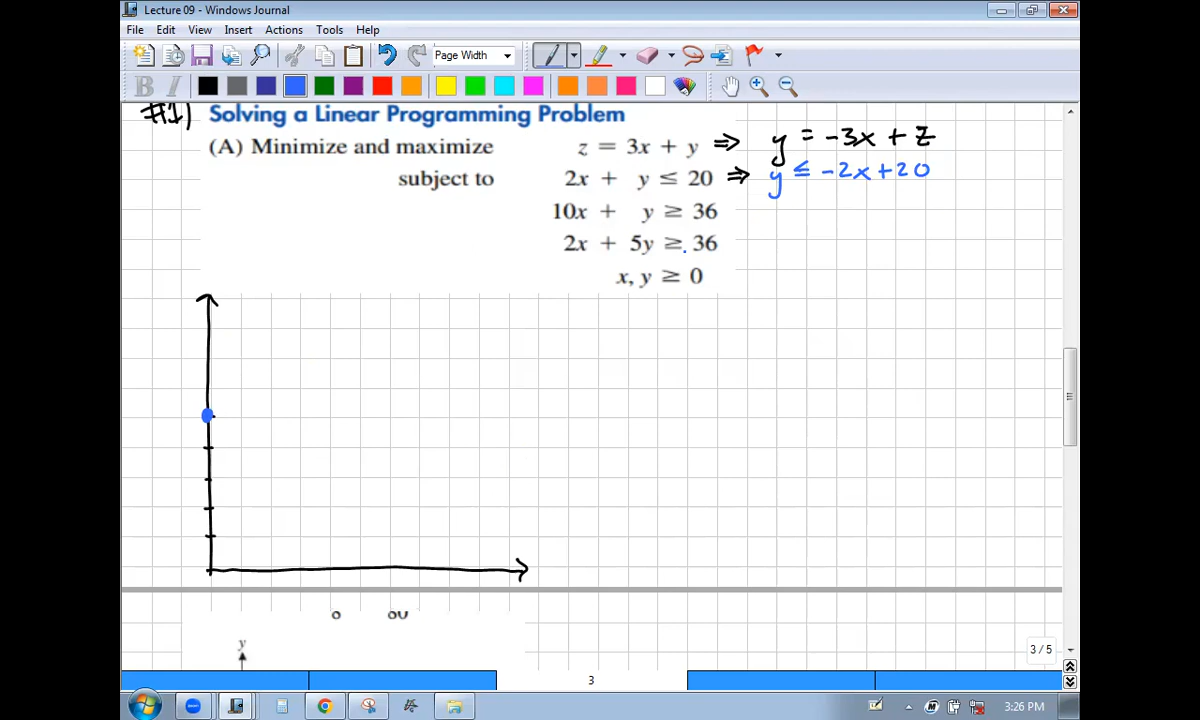 Lecture 09 - Windows Journal
File Edit View Insert Actions Tools Help
Page Width
B I
#1) Solving a Linear Programming Problem
(A) Minimize and maximize z = 3x + y ⇒ y = -3x + z
subject to 2x + y ≤ 20 ⇒ y ≤ -2x + 20
10x + y ≥ 36
2x + 5y ≥ 36
x, y ≥ 0
y
3 / 5
3
3:26 PM